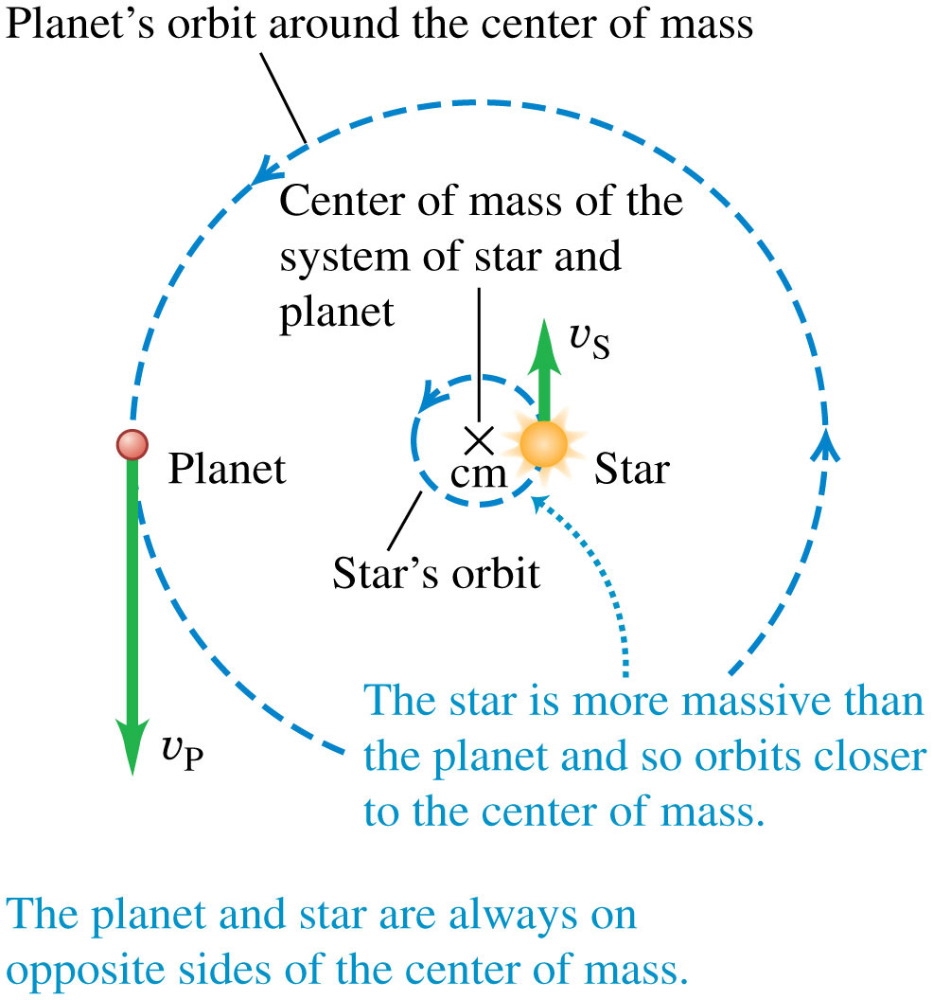 Planet’s orbit around the center of mass
Center of mass of the
system of star and
planet
vS
Planet
cm
Star
Star’s orbit
vP
The star is more massive than
the planet and so orbits closer
to the center of mass.
The planet and star are always on
opposite sides of the center of mass.